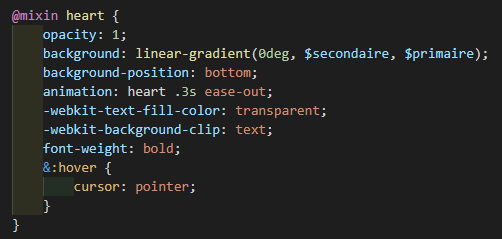 @mixin heart {
    opacity: 1;
    background: linear-gradient(0deg, $secondaire, $primaire);
    background-position: bottom;
    animation: heart .3s ease-out;
    -webkit-text-fill-color: transparent;
    -webkit-background-clip: text;
    font-weight: bold;
    &:hover {
        cursor: pointer;
    }
}